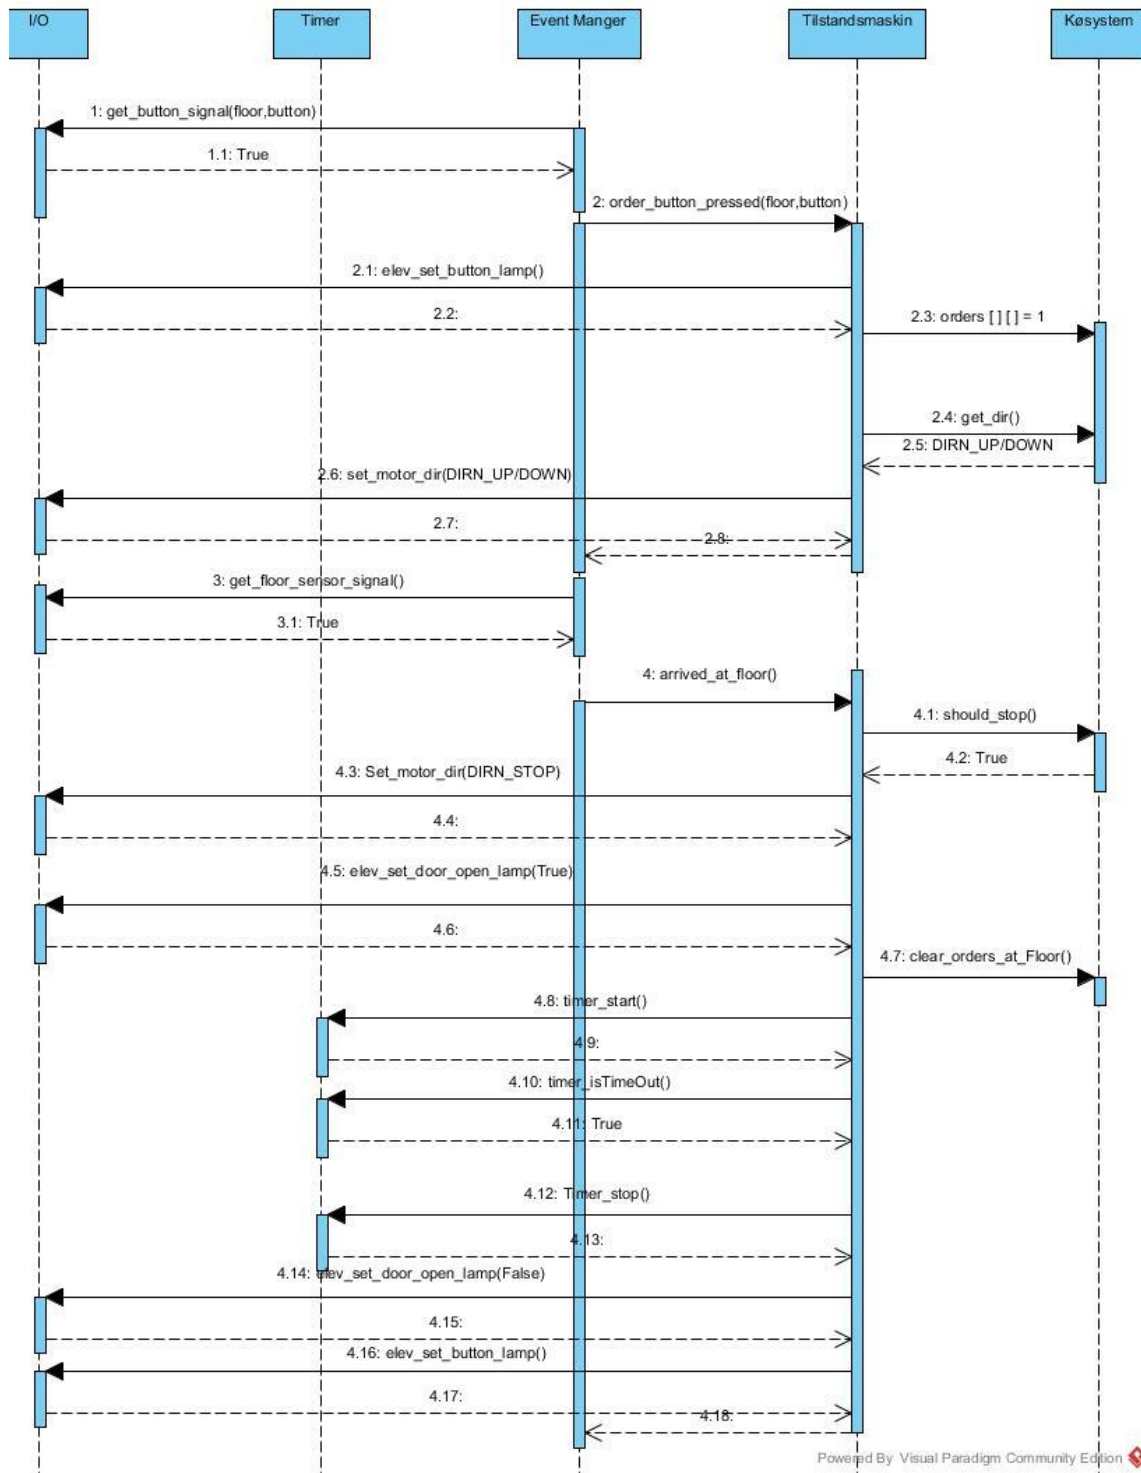 I/O
Timer
Event Manger
Tilstandsmaskin
Køsystem
1: get_button_signal(floor,button)
1.1: True
2: order_button_pressed(floor,button)
2.1: elev_set_button_lamp()
2.2:
2.3: orders [ ] [ ] = 1
2.4: get_dir()
2.5: DIRN_UP/DOWN
2.6: set_motor_dir(DIRN_UP/DOWN)
2.7:
2.8:
3: get_floor_sensor_signal()
3.1: True
4: arrived_at_floor()
4.1: should_stop()
4.2: True
4.3: Set_motor_dir(DIRN_STOP)
4.4:
4.5: elev_set_door_open_lamp(True)
4.6:
4.7: clear_orders_at_Floor()
4.8: timer_start()
4.9:
4.10: timer_isTimeOut()
4.11: True
4.12: Timer_stop()
4.13:
4.14: elev_set_door_open_lamp(False)
4.15:
4.16: elev_set_button_lamp()
4.17:
4.18:
Powered By Visual Paradigm Community Edition